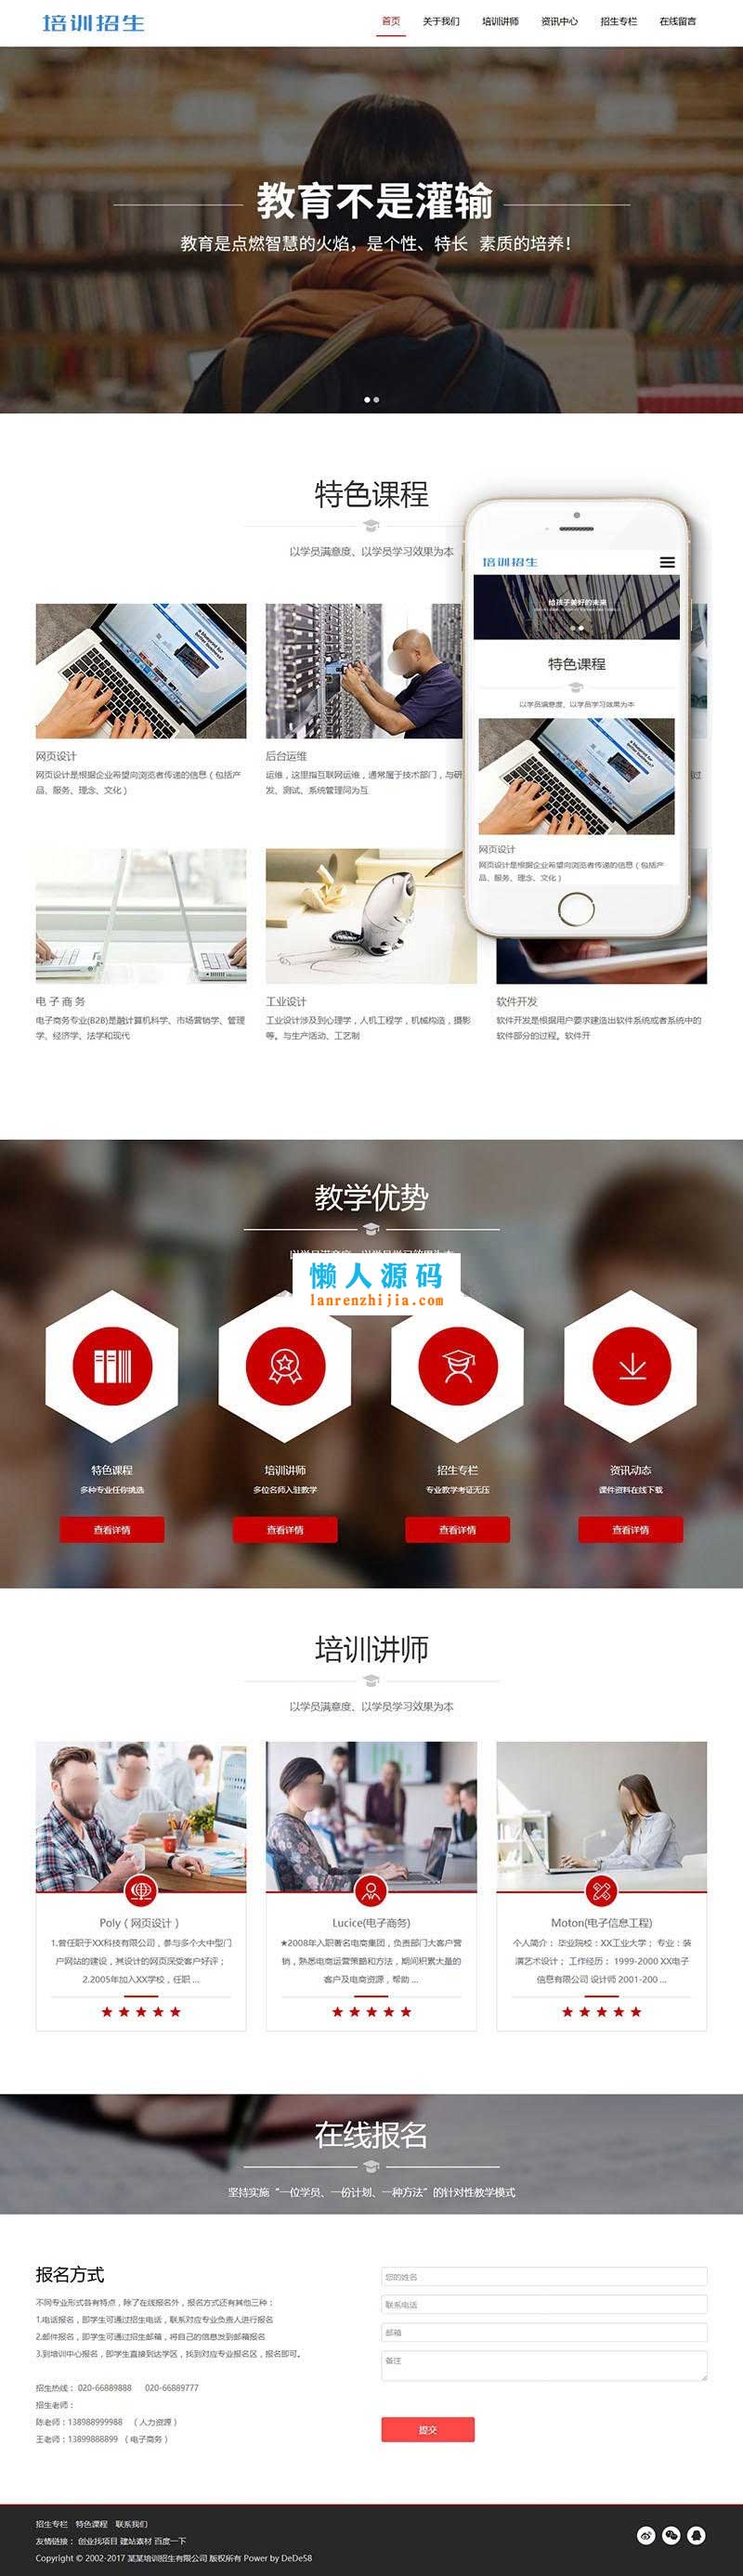 培训招生
首页 关于我们 培训讲师 资讯中心 招生专栏 在线留言
教育不是灌输
教育是点燃智慧的火焰，是个性、特长 素质的培养！
特色课程
以学员满意度、以学员学习效果为本
培训招生
给孩子美好的未来
特色课程
以学员满意度、以学员学习效果为本
网页设计
网页设计是根据企业希望向浏览者传递的信息（包括产
品、服务、理念、文化）
网页设计
网页设计是根据企业希望向浏览者传递的信息（包括产
品、服务、理念、文化）
后台运维
运维，这里指互联网运维，通常属于技术部门，与研
发、测试、系统管理同为互
过
电 子 商 务
电子商务专业(B2B)是融计算机科学、市场营销学、管理
学、经济学、法学和现代
工业设计
工业设计涉及到心理学，人机工程学，机械构造，摄影
等。与生产活动、工艺制
软件开发
软件开发是根据用户要求建造出软件系统或者系统中的
软件部分的过程。软件开
教学优势
懒人源码
lanrenzhijia.com
特色课程
多种专业任你挑选
查看详情
培训讲师
多位名师入驻教学
查看详情
招生专栏
专业教学考证无压
查看详情
资讯动态
课件资料在线下载
查看详情
培训讲师
以学员满意度、以学员学习效果为本
Poly（网页设计）
1.曾任职于XX科技有限公司，参与多个大中型门
户网站的建设，其设计的网页深受客户好评；
2.2005年加入XX学校，任职 ...
Lucice(电子商务)
★2008年入职著名电商集团，负责部门大客户营
销，熟悉电商运营策略和方法，期间积累大量的
客户及电商资源，帮助 ...
Moton(电子信息工程)
个人简介： 毕业院校：XX工业大学； 专业：装
潢艺术设计； 工作经历： 1999-2000 XX电子
信息有限公司 设计师 2001-200 ...
在线报名
坚持实施“一位学员、一份计划、一种方法”的针对性教学模式
报名方式
不同专业形式各有特点，除了在线报名外，报名方式还有其他三种：
1.电话报名，即学生可通过招生电话，联系对应专业负责人进行报名
2.邮件报名，即学生可通过招生邮箱，将自己的信息发到邮箱报名
3.到培训中心报名，即学生直接到达学区，找到对应专业报名区，报名即可。
招生热线： 020-66889888 020-66889777
招生老师：
陈老师：138988999988 （人力资源）
王老师：13899888899 （电子商务）
您的姓名
联系电话
邮箱
备注
提交
招生专栏 特色课程 联系我们
友情链接： 创业找项目 建站素材 百度一下
Copyright © 2002-2017 某某培训招生有限公司 版权所有 Power by DeDe58